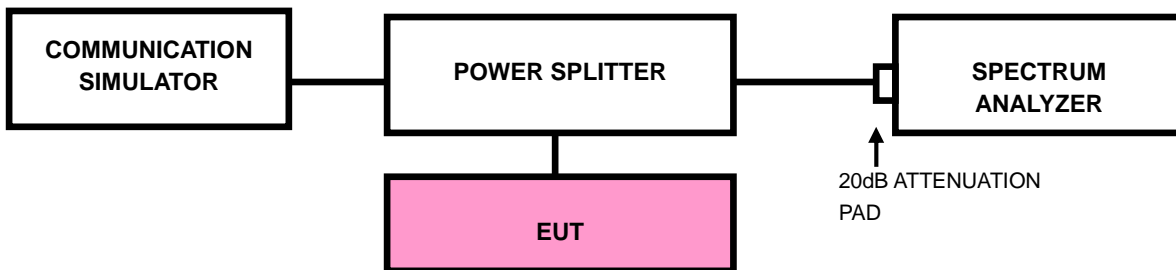 COMMUNICATION
SIMULATOR
POWER SPLITTER
SPECTRUM
ANALYZER
20dB ATTENUATION
PAD
EUT